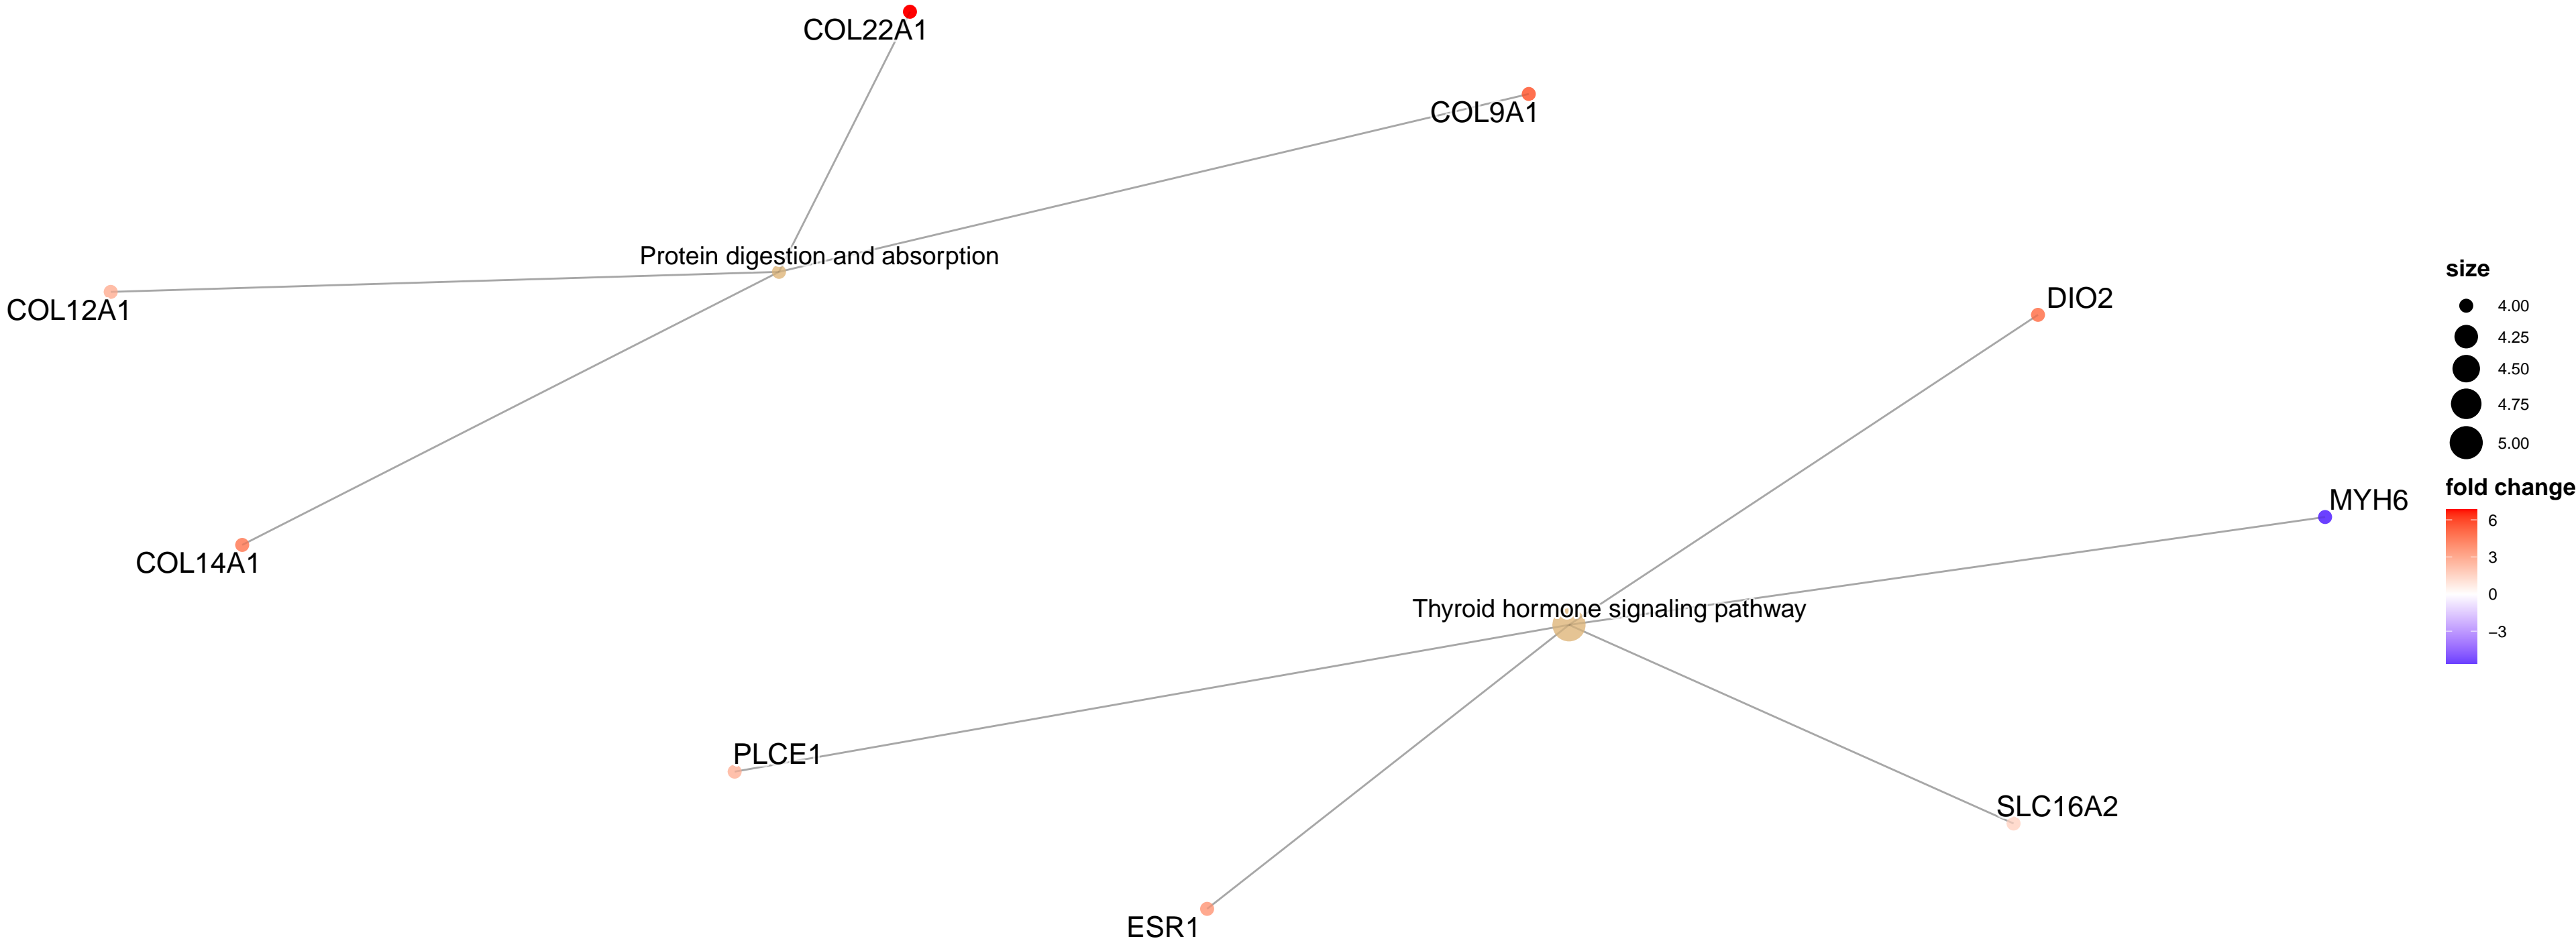 COL22A1
COL9A1
Protein digestion and absorption
COL12A1
COL14A1
DIO2
MYH6
Thyroid hormone signaling pathway
PLCE1
SLC16A2
ESR1
size
4.00
4.25
4.50
4.75
5.00
fold change
6
3
0
−3